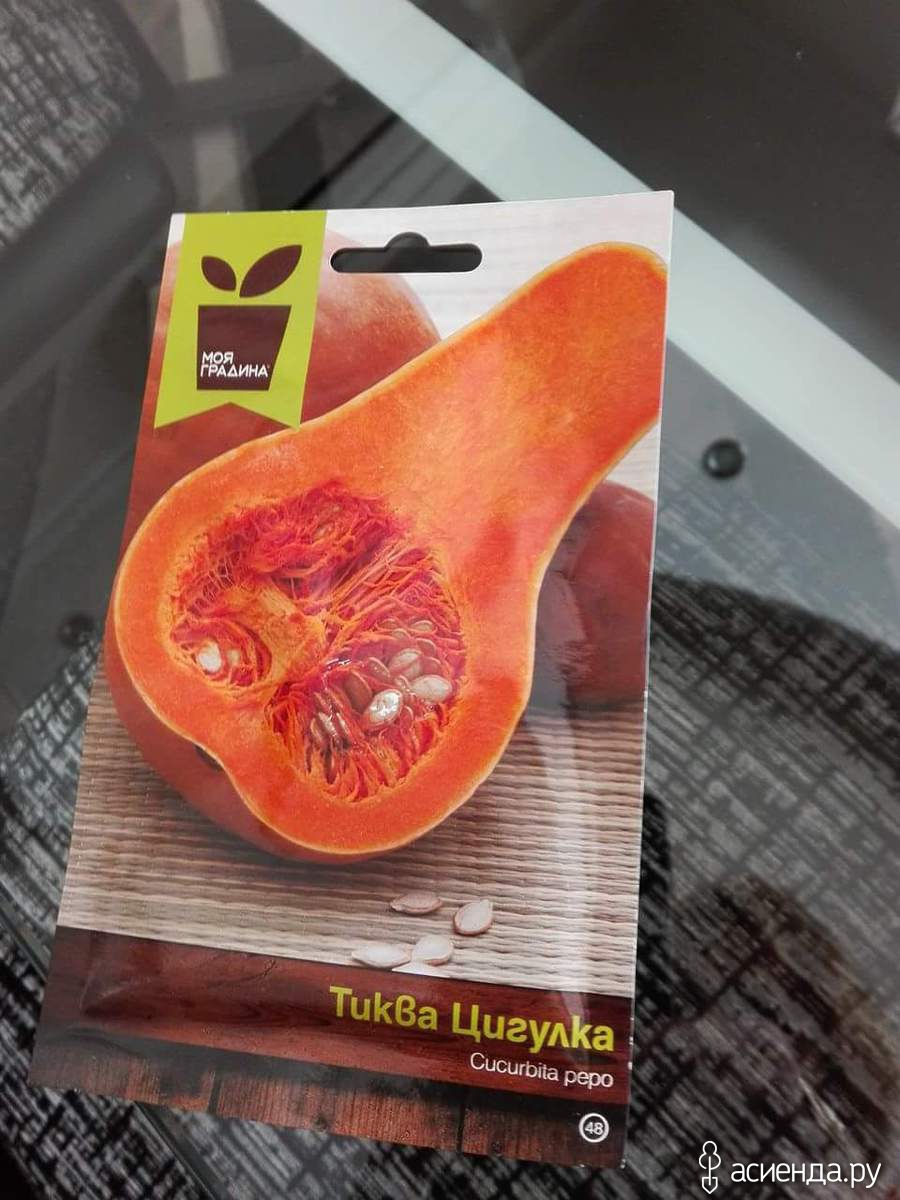 МОЯ
ГРАДИНА
Тиква Цигулка
Cucurbita pepo
48
асиенда.ру